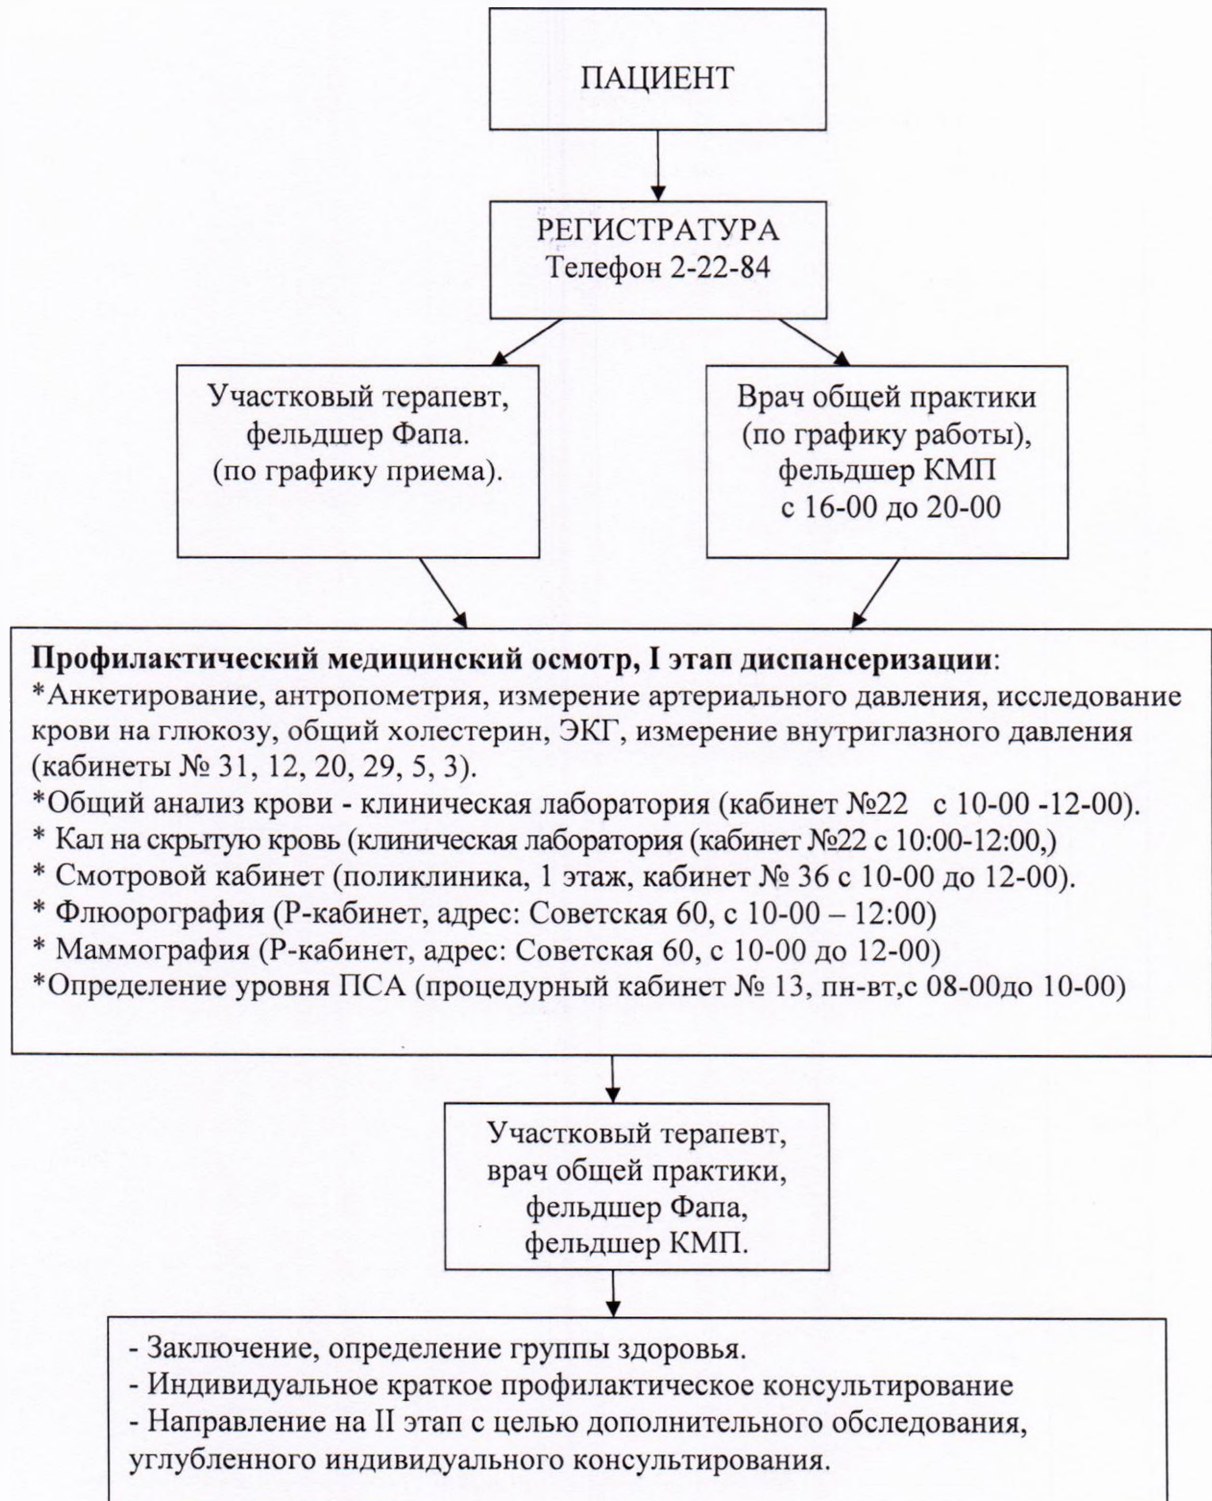 ПАЦИЕНТ
РЕГИСТРАТУРА
Телефон 2-22-84
Участковый терапевт,
фельдшер Фапа.
(по графику приема).
Врач общей практики
(по графику работы),
фельдшер КМП
с 16-00 до 20-00
Профилактический медицинский осмотр, I этап диспансеризации:
*Анкетирование, антропометрия, измерение артериального давления, исследование
крови на глюкозу, общий холестерин, ЭКГ, измерение внутриглазного давления
(кабинеты № 31, 12, 20, 29, 5, 3).
*Общий анализ крови - клиническая лаборатория (кабинет №22 с 10-00 -12-00).
* Кал на скрытую кровь (клиническая лаборатория (кабинет №22 с 10:00-12:00,)
* Смотровой кабинет (поликлиника, 1 этаж, кабинет № 36 с 10-00 до 12-00).
* Флюорография (Р-кабинет, адрес: Советская 60, с 10-00 – 12:00)
* Маммография (Р-кабинет, адрес: Советская 60, с 10-00 до 12-00)
*Определение уровня ПСА (процедурный кабинет № 13, пн-вт,с 08-00до 10-00)
Участковый терапевт,
врач общей практики,
фельдшер Фапа,
фельдшер КМП.
- Заключение, определение группы здоровья.
- Индивидуальное краткое профилактическое консультирование
- Направление на II этап с целью дополнительного обследования,
углубленного индивидуального консультирования.